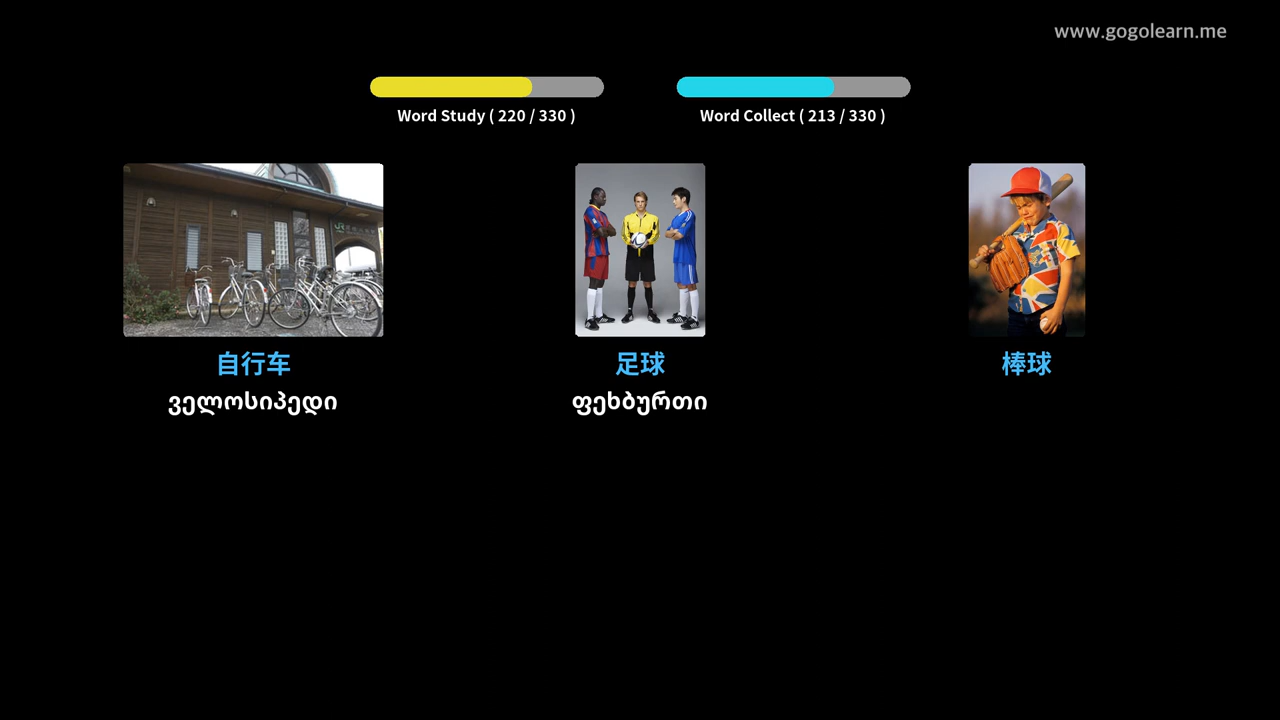 www.gogolearn.me
Word Study ( 220 / 330 )
Word Collect ( 213 / 330 )
JR
自行车
足球
棒球
ველოსიპედი
ფეხბურთი